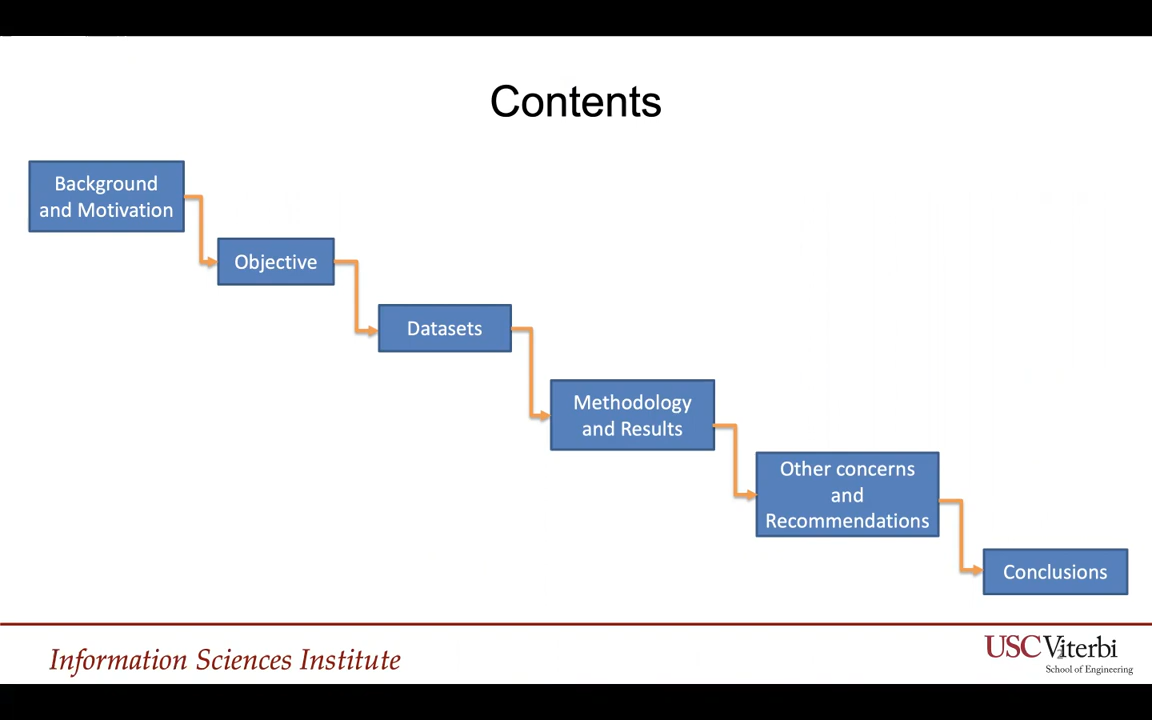 Contents
Background
and Motivation
Objective
Datasets
Methodology
and Results
Other concerns
and
Recommendations
Conclusions
Information Sciences Institute
USC Viterbi
School of Engineering